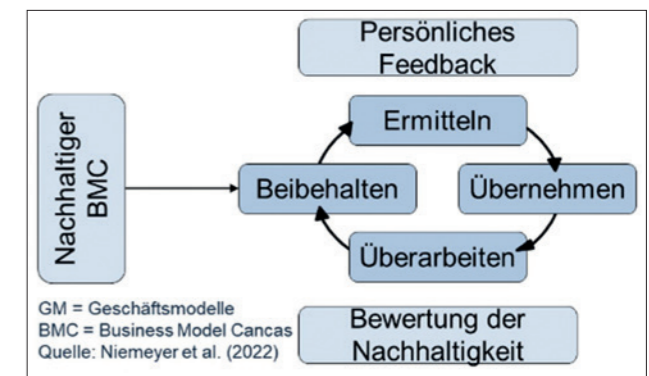 Persönliches
Feedback
Ermitteln
Nachhaltiger
BMC
Beibehalten
Übernehmen
Überarbeiten
GM = Geschäftsmodelle
BMC = Business Model Cancas
Quelle: Niemeyer et al. (2022)
Bewertung der
Nachhaltigkeit